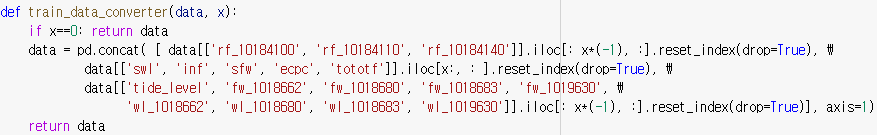 def train_data_converter(data, x):
    if x==0: return data
    data = pd.concat( [ data[['rf_10184100', 'rf_10184110', 'rf_10184140']].iloc[: x*(-1), :].reset_index(drop=True), ₩
            data[['swl', 'inf', 'sfw', 'ecpc', 'tototf']].iloc[x:, : ].reset_index(drop=True), ₩
            data[['tide_level', 'fw_1018662', 'fw_1018680', 'fw_1018683', 'fw_1019630', ₩
                  'wl_1018662', 'wl_1018680', 'wl_1018683', 'wl_1019630']].iloc[: x*(-1), :].reset_index(drop=True)], axis=1)
    return data